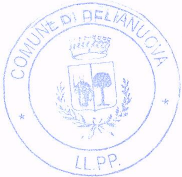 COMUNE DI DELIANUOVA
LL.PP.